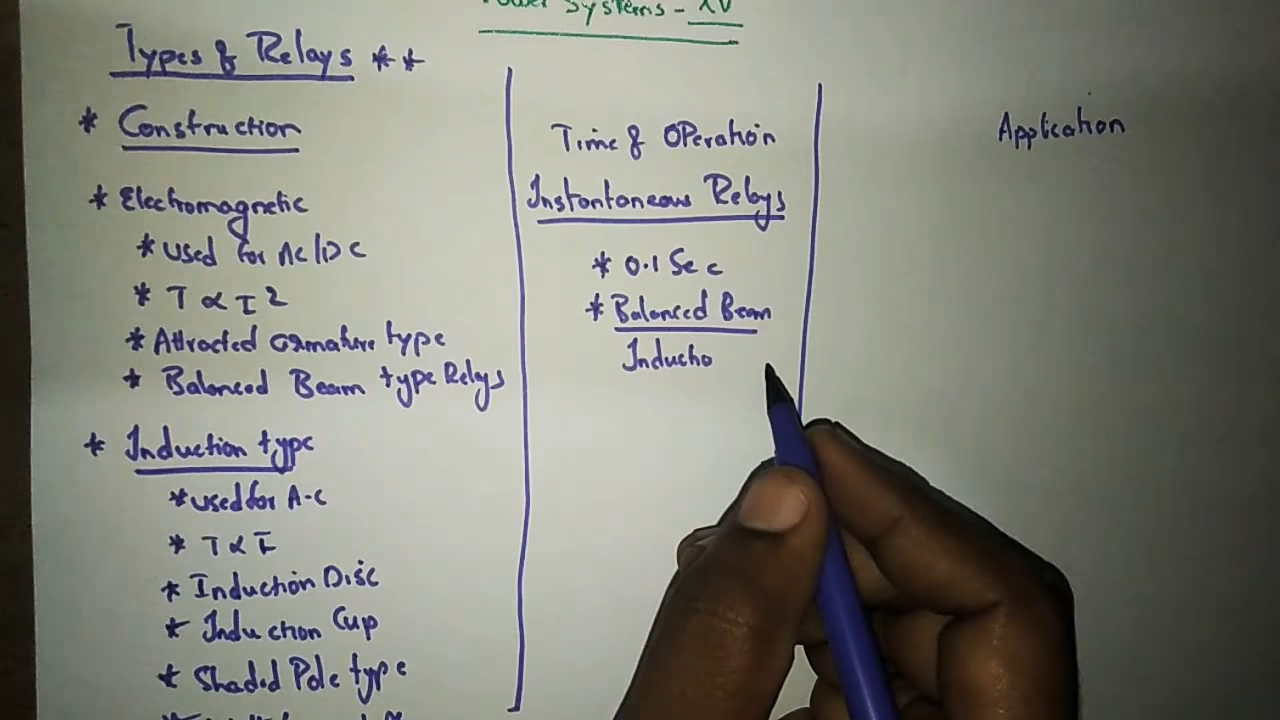 Power Systems - XV
Types of Relays **
* Construction
* Electromagnetic
* used for AC/DC
* T ∝ I²
* Attracted armature type
* Balanced Beam type Relys
* Induction type
* used for A-C
* T ∝ I
* Induction Disc
* Induction Cup
* Shaded Pole type
Time of Operation
Instantaneous Relays
* 0.1 Sec
* Balanced Beam
Inductio
Application